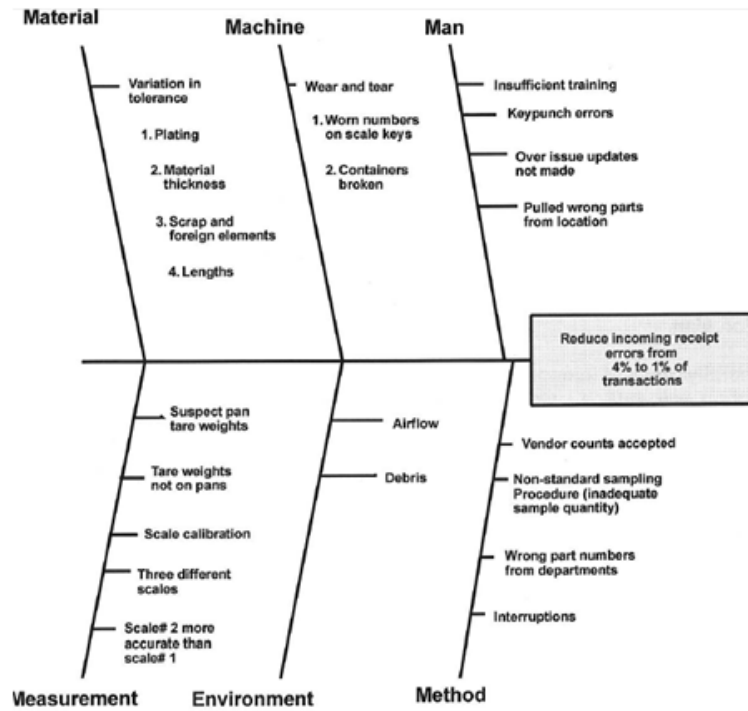 Material
Machine
Man
Variation in
tolerance
1. Plating
2. Material
thickness
3. Scrap and
foreign elements
4. Lengths
Wear and tear
1. Worn numbers
on scale keys
2. Containers
broken
Insufficient training
Keypunch errors
Over issue updates
not made
Pulled wrong parts
from location
Reduce incoming receipt
errors from
4% to 1% of
transactions
Suspect pan
tare weights
Tare weights
not on pans
Scale calibration
Three different
scales
Scale# 2 more
accurate than
scale# 1
Airflow
Debris
Vendor counts accepted
Non-standard sampling
Procedure (inadequate
sample quantity)
Wrong part numbers
from departments
Interruptions
Measurement
Environment
Method